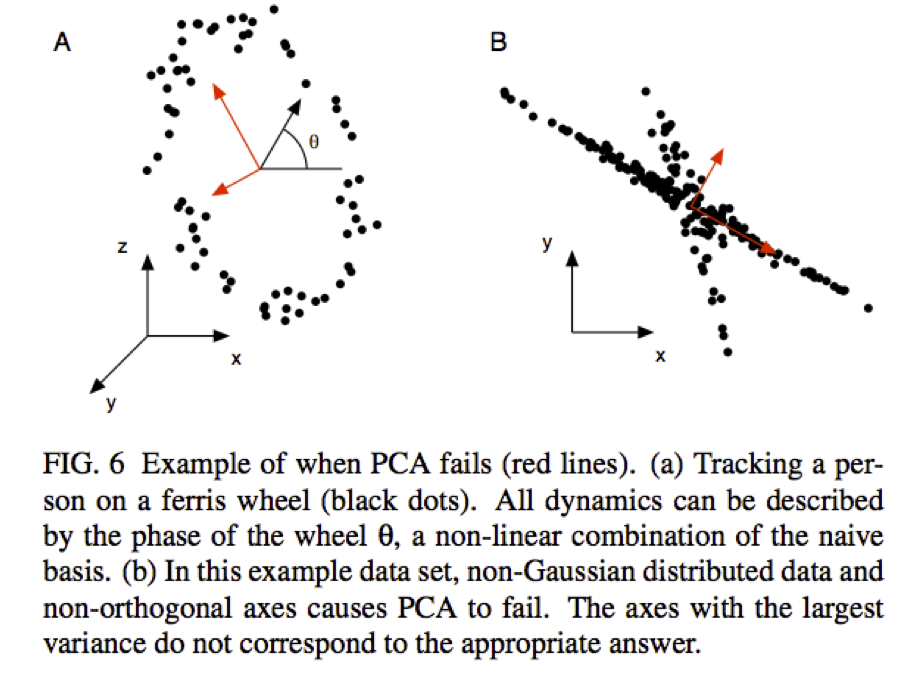 A
B
θ
z
x
y
y
x
FIG. 6 Example of when PCA fails (red lines). (a) Tracking a per-
son on a ferris wheel (black dots). All dynamics can be described
by the phase of the wheel θ, a non-linear combination of the naive
basis. (b) In this example data set, non-Gaussian distributed data and
non-orthogonal axes causes PCA to fail. The axes with the largest
variance do not correspond to the appropriate answer.